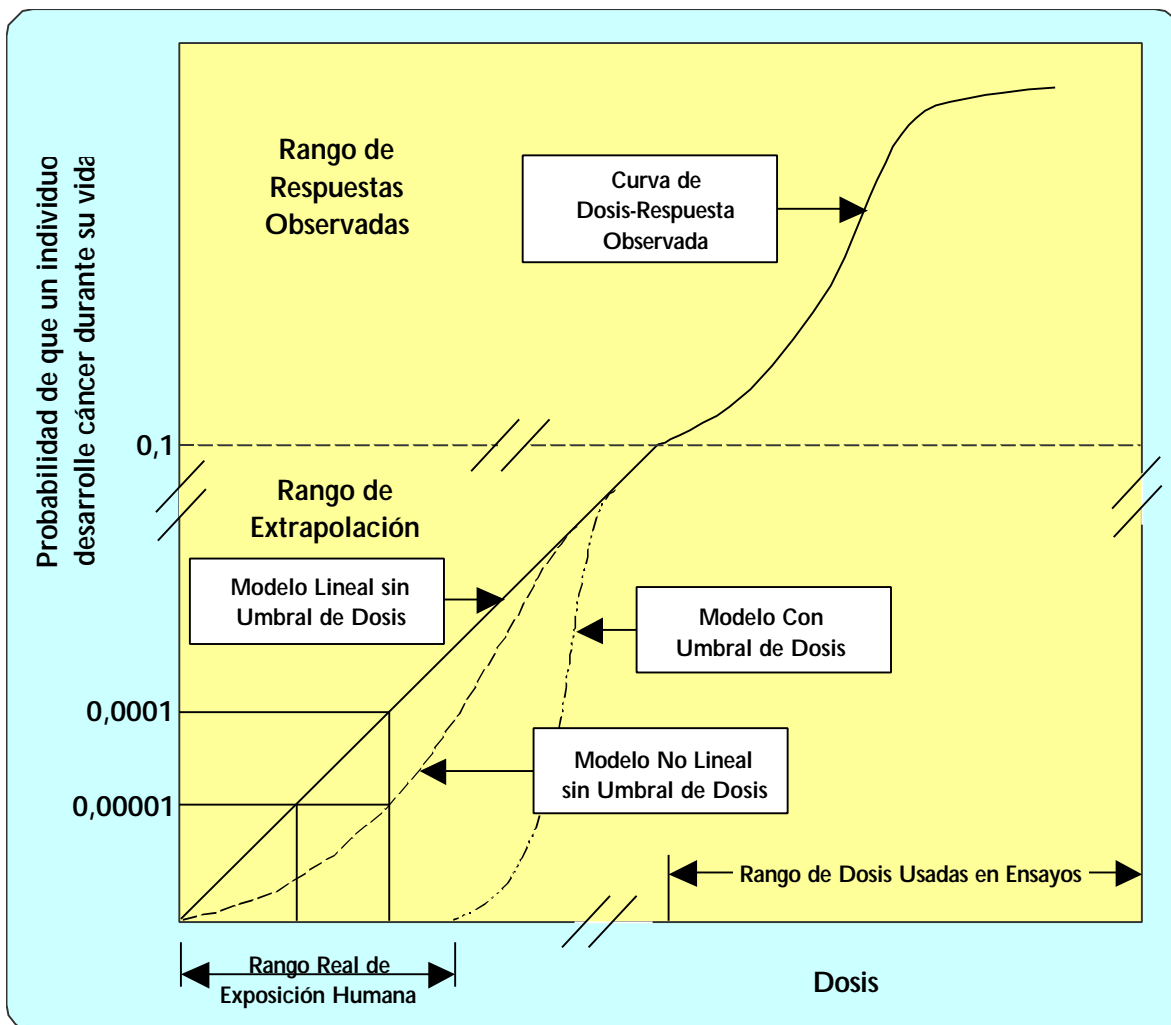 Probabilidad de que un individuo
desarrolle cáncer durante su vida
Rango de
Respuestas
Observadas
Curva de
Dosis-Respuesta
Observada
0,1
Rango de
Extrapolación
Modelo Lineal sin
Umbral de Dosis
Modelo Con
Umbral de Dosis
0,0001
Modelo No Lineal
sin Umbral de Dosis
0,00001
Rango de Dosis Usadas en Ensayos
Rango Real de
Exposición Humana
Dosis